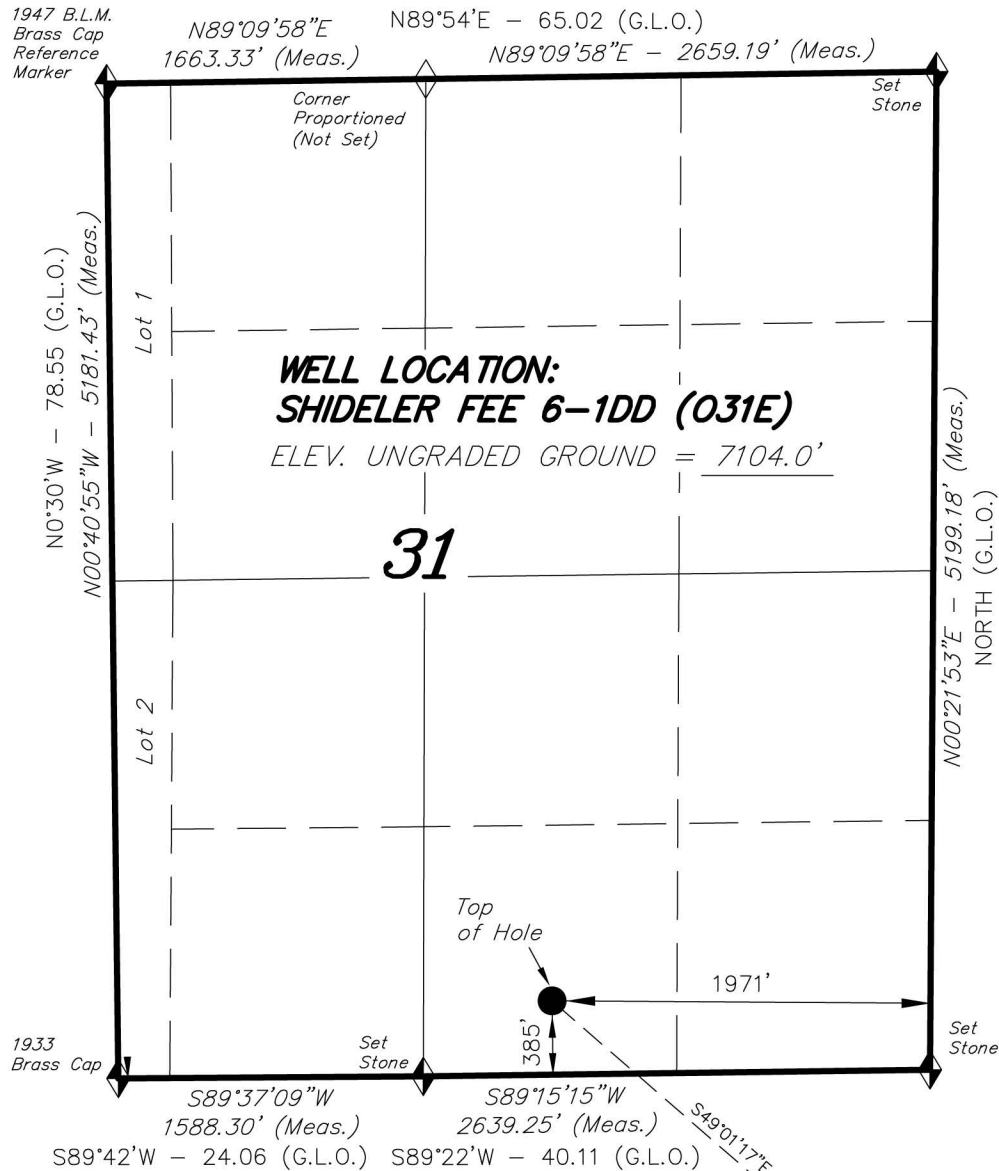 1947 B.L.M.
Brass Cap
Reference
Marker
N89°09'58"E
1663.33' (Meas.)
N89°54'E – 65.02 (G.L.O.)
N89°09'58"E – 2659.19' (Meas.)
Corner
Proportioned
(Not Set)
Set
Stone
N0°30'W – 78.55 (G.L.O.)
N00°40'55"W – 5181.43' (Meas.)
Lot 1
WELL LOCATION:
SHIDELER FEE 6–1DD (O31E)
ELEV. UNGRADED GROUND = 7104.0'
31
N00°21'53"E – 5199.18' (Meas.)
NORTH (G.L.O.)
Lot 2
Top
of Hole
1971'
385'
1933
Brass Cap
Set
Stone
Set
Stone
S89°37'09"W
1588.30' (Meas.)
S89°42'W – 24.06 (G.L.O.)
S89°15'15"W
2639.25' (Meas.)
S89°22'W – 40.11 (G.L.O.)
S49°01'17"E